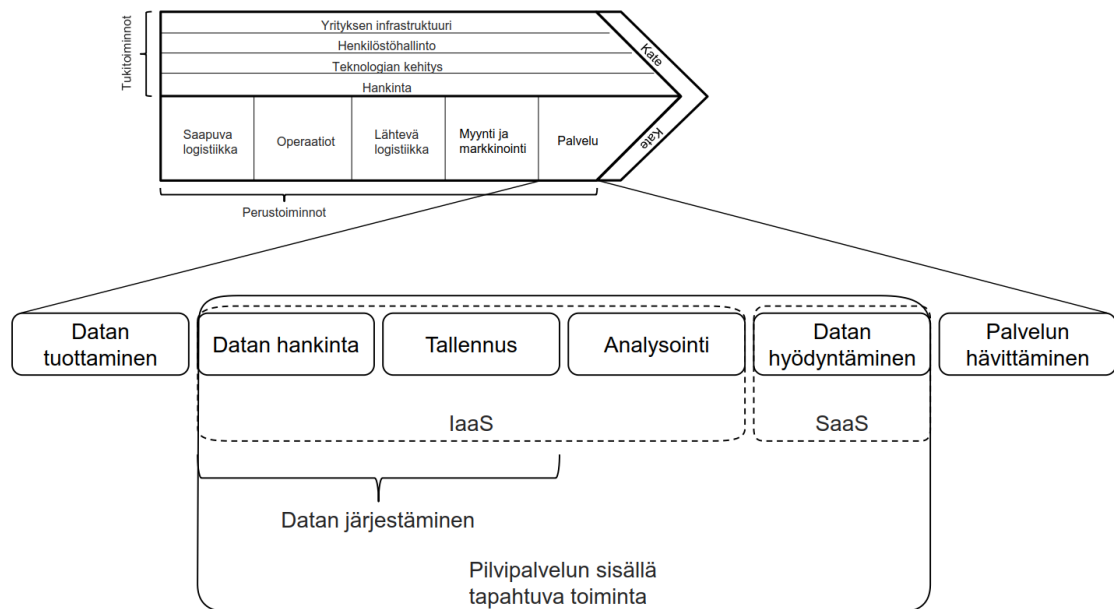 Tukitoiminnot
Yrityksen infrastruktuuri
Henkilöstöhallinto
Teknologian kehitys
Hankinta
Kate
Kate
Saapuva
logistiikka
Operaatiot
Lähtevä
logistiikka
Myynti ja
markkinointi
Palvelu
Perustoiminnot
Datan
tuottaminen
Datan hankinta
Tallennus
Analysointi
Datan
hyödyntäminen
Palvelun
hävittäminen
IaaS
SaaS
Datan järjestäminen
Pilvipalvelun sisällä
tapahtuva toiminta